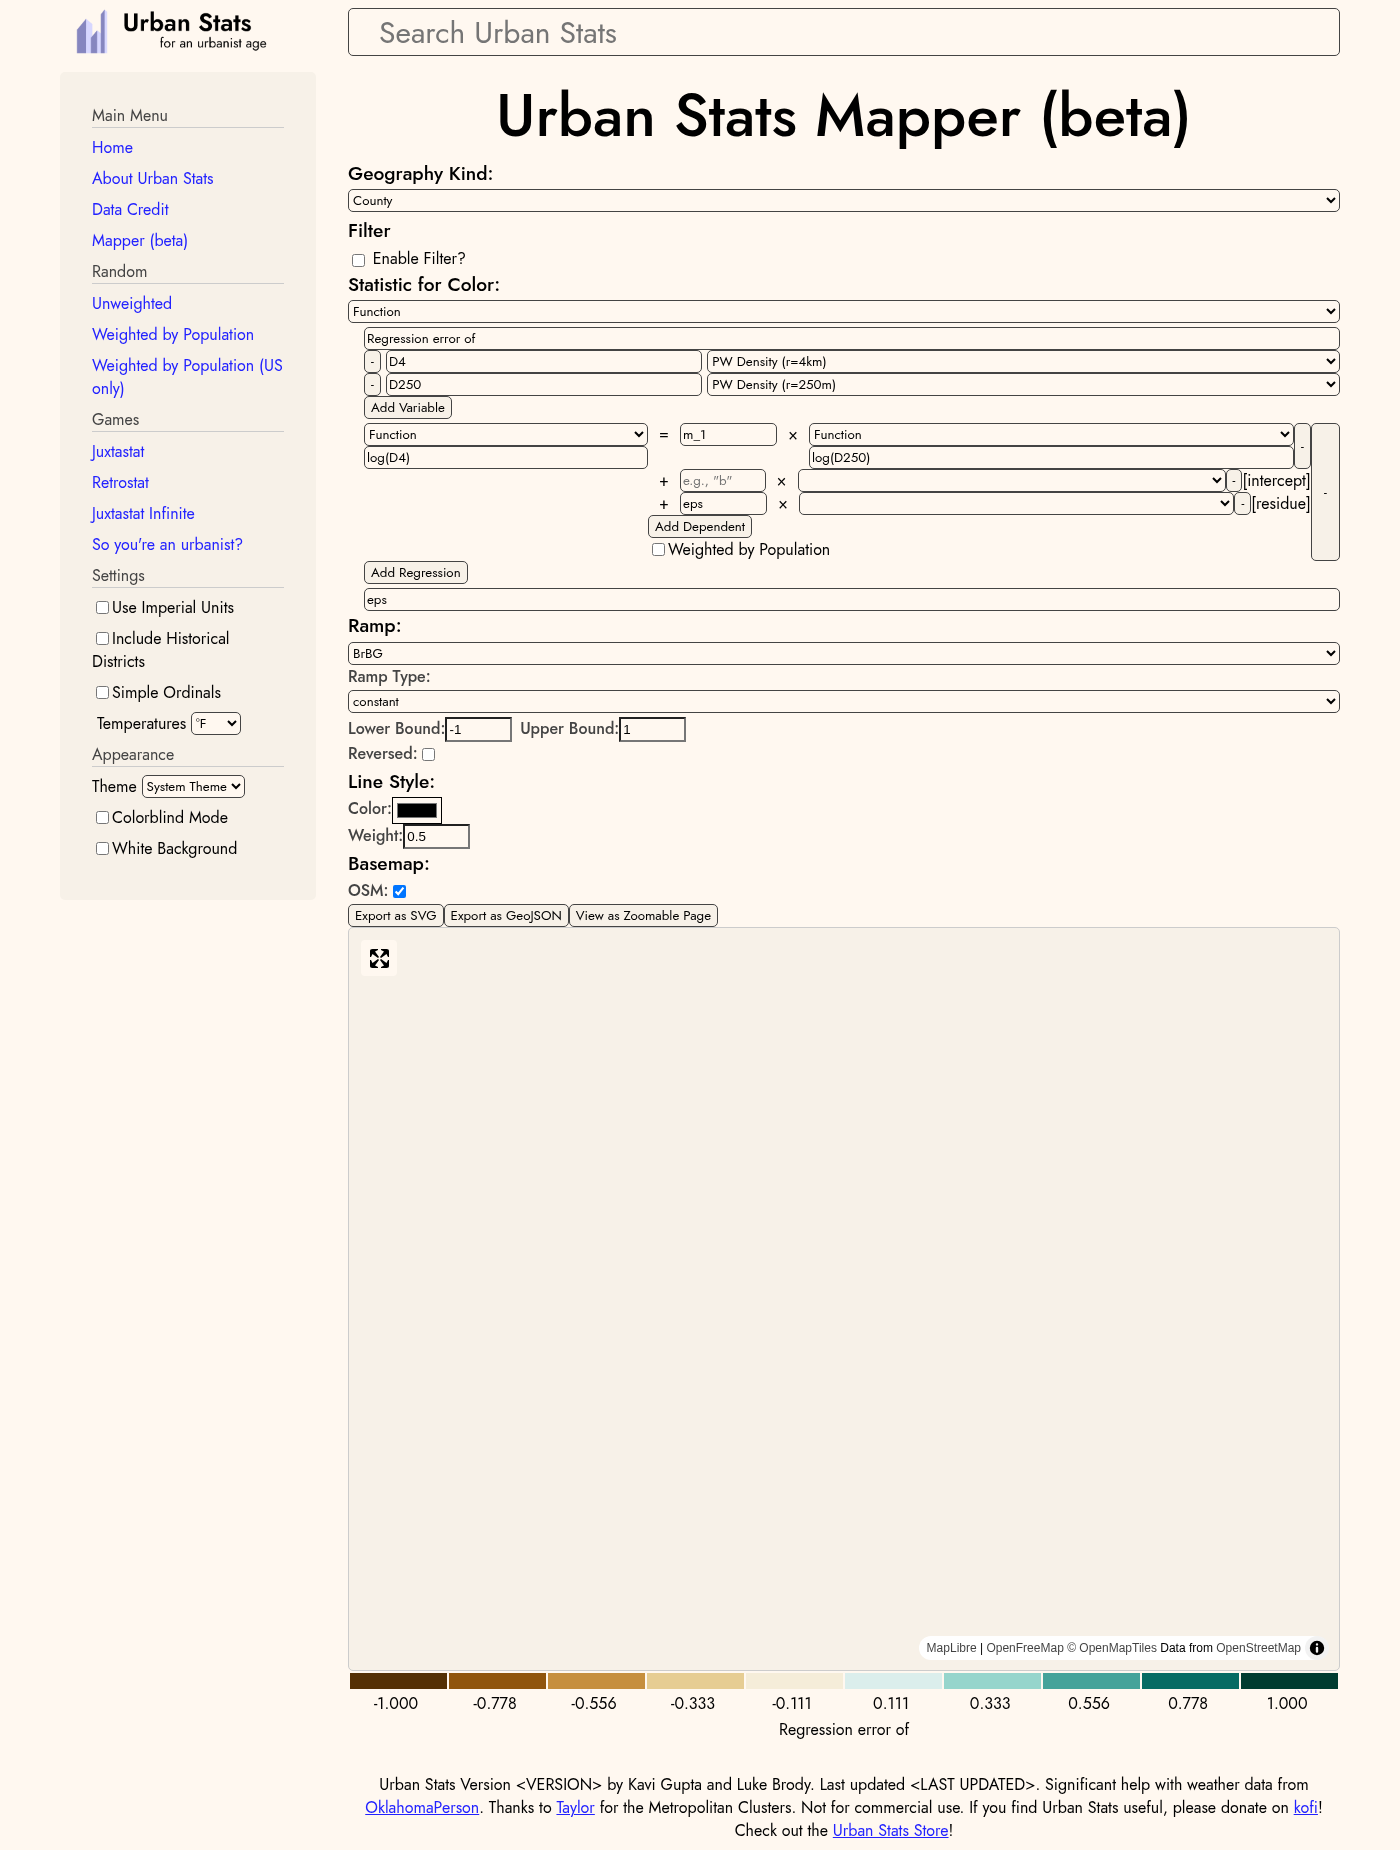 Urban Stats
for an urbanist age
Search Urban Stats
Main Menu
Home
About Urban Stats
Data Credit
Mapper (beta)
Random
Unweighted
Weighted by Population
Weighted by Population (US
only)
Games
Juxtastat
Retrostat
Juxtastat Infinite
So you're an urbanist?
Settings
Use Imperial Units
Include Historical
Districts
Simple Ordinals
Temperatures °F
Appearance
Theme System Theme
Colorblind Mode
White Background
Urban Stats Mapper (beta)
Geography Kind:
County
Filter
Enable Filter?
Statistic for Color:
Function
Regression error of
- D4 PW Density (r=4km)
- D250 PW Density (r=250m)
Add Variable
Function = m_1 × Function -
log(D4) log(D250)
+ e.g., "b" × - [intercept] -
+ eps × - [residue]
Add Dependent
Weighted by Population
Add Regression
eps
Ramp:
BrBG
Ramp Type:
constant
Lower Bound: -1 Upper Bound: 1
Reversed:
Line Style:
Color:
Weight: 0.5
Basemap:
OSM:
Export as SVG Export as GeoJSON View as Zoomable Page
MapLibre | OpenFreeMap © OpenMapTiles Data from OpenStreetMap
-1.000 -0.778 -0.556 -0.333 -0.111 0.111 0.333 0.556 0.778 1.000
Regression error of
Urban Stats Version <VERSION> by Kavi Gupta and Luke Brody. Last updated <LAST UPDATED>. Significant help with weather data from
OklahomaPerson. Thanks to Taylor for the Metropolitan Clusters. Not for commercial use. If you find Urban Stats useful, please donate on kofi!
Check out the Urban Stats Store!